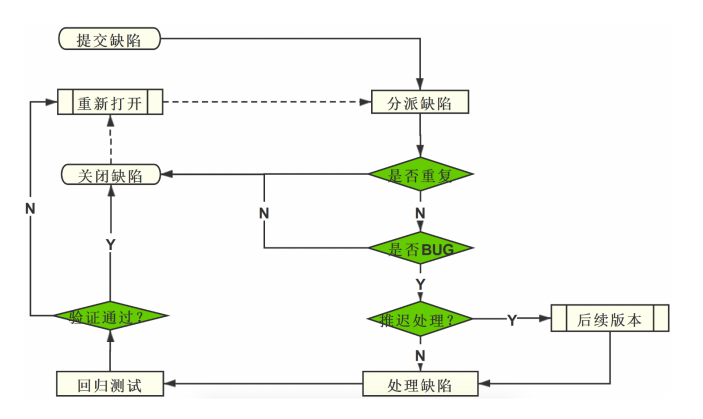 提交缺陷
重新打开
分派缺陷
关闭缺陷
是否重复
N
N
N
是否BUG
Y
Y
验证通过?
推迟处理?
Y
后续版本
N
回归测试
处理缺陷